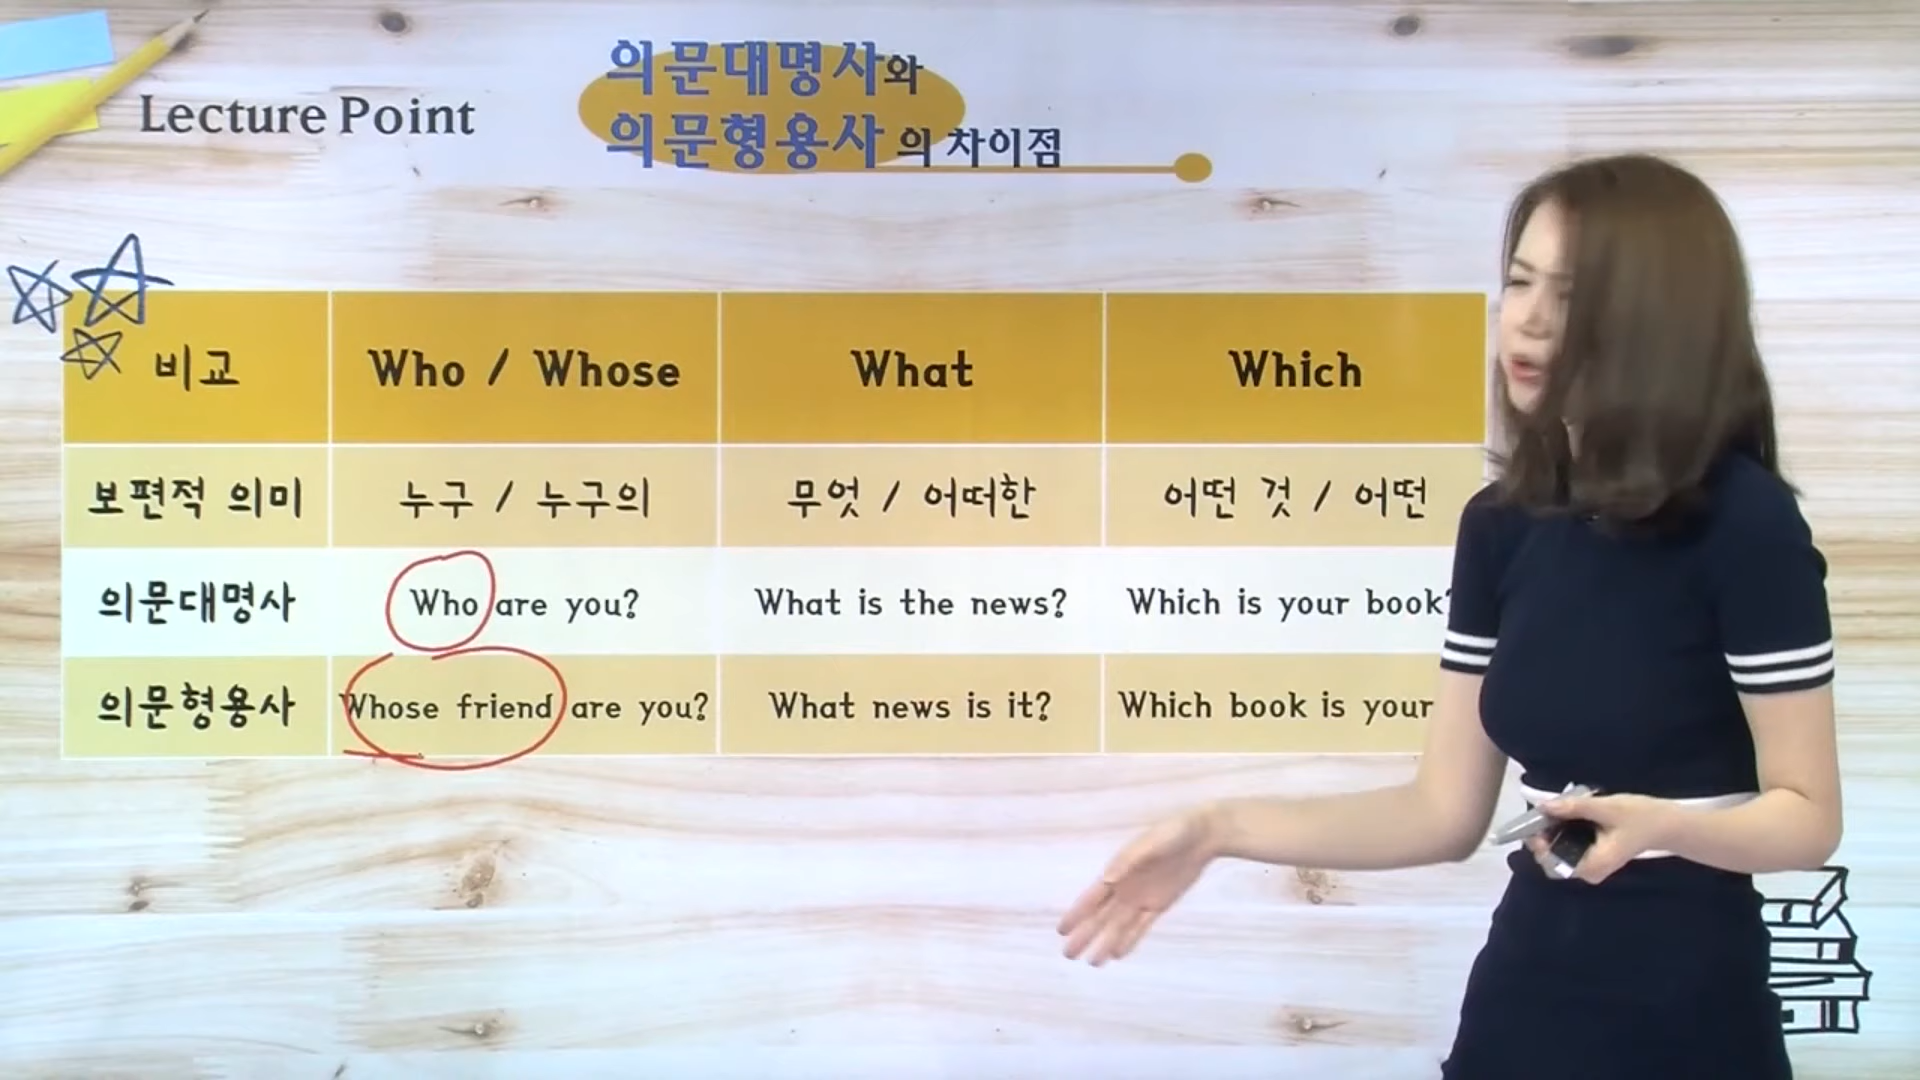 Lecture Point
의문대명사와
의문형용사의 차이점
비교 Who / Whose What Which
보편적 의미 누구 / 누구의 무엇 / 어떠한 어떤 것 / 어떤
의문대명사 Who are you? What is the news? Which is your book?
의문형용사 Whose friend are you? What news is it? Which book is your